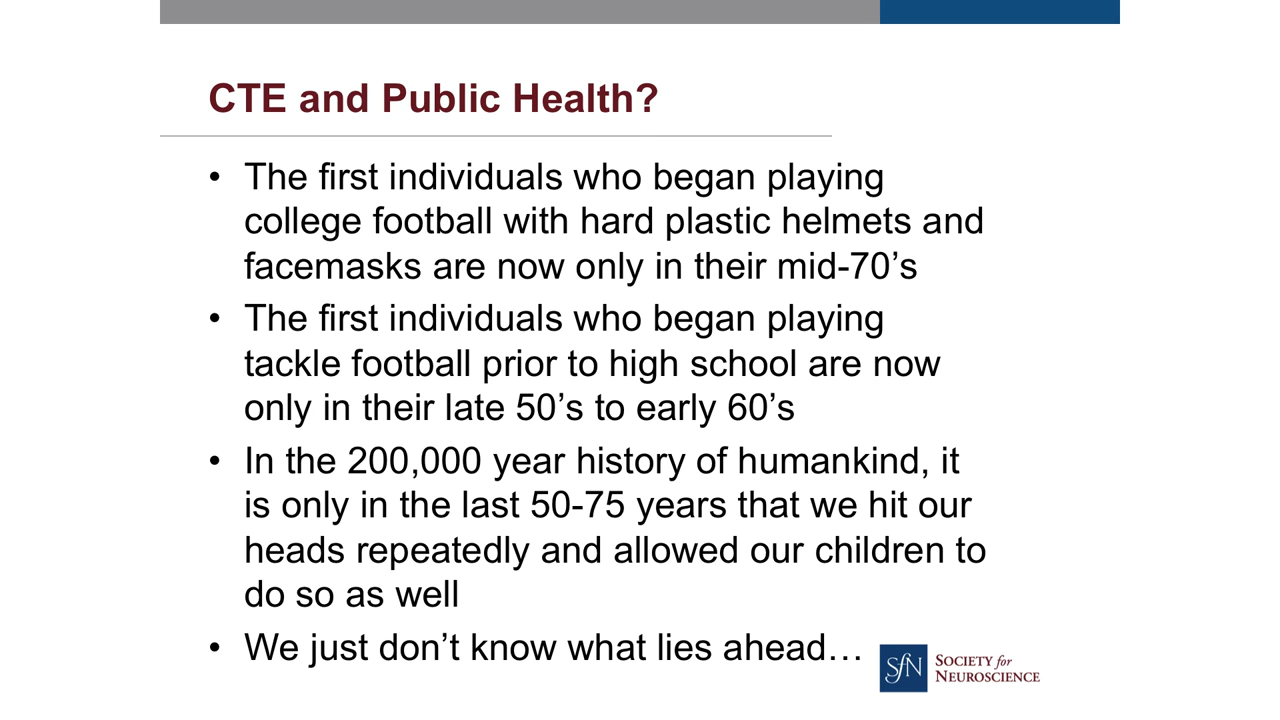 CTE and Public Health?
• The first individuals who began playing
college football with hard plastic helmets and
facemasks are now only in their mid-70’s
• The first individuals who began playing
tackle football prior to high school are now
only in their late 50’s to early 60’s
• In the 200,000 year history of humankind, it
is only in the last 50-75 years that we hit our
heads repeatedly and allowed our children to
do so as well
• We just don’t know what lies ahead…
SfN
SOCIETY for
NEUROSCIENCE